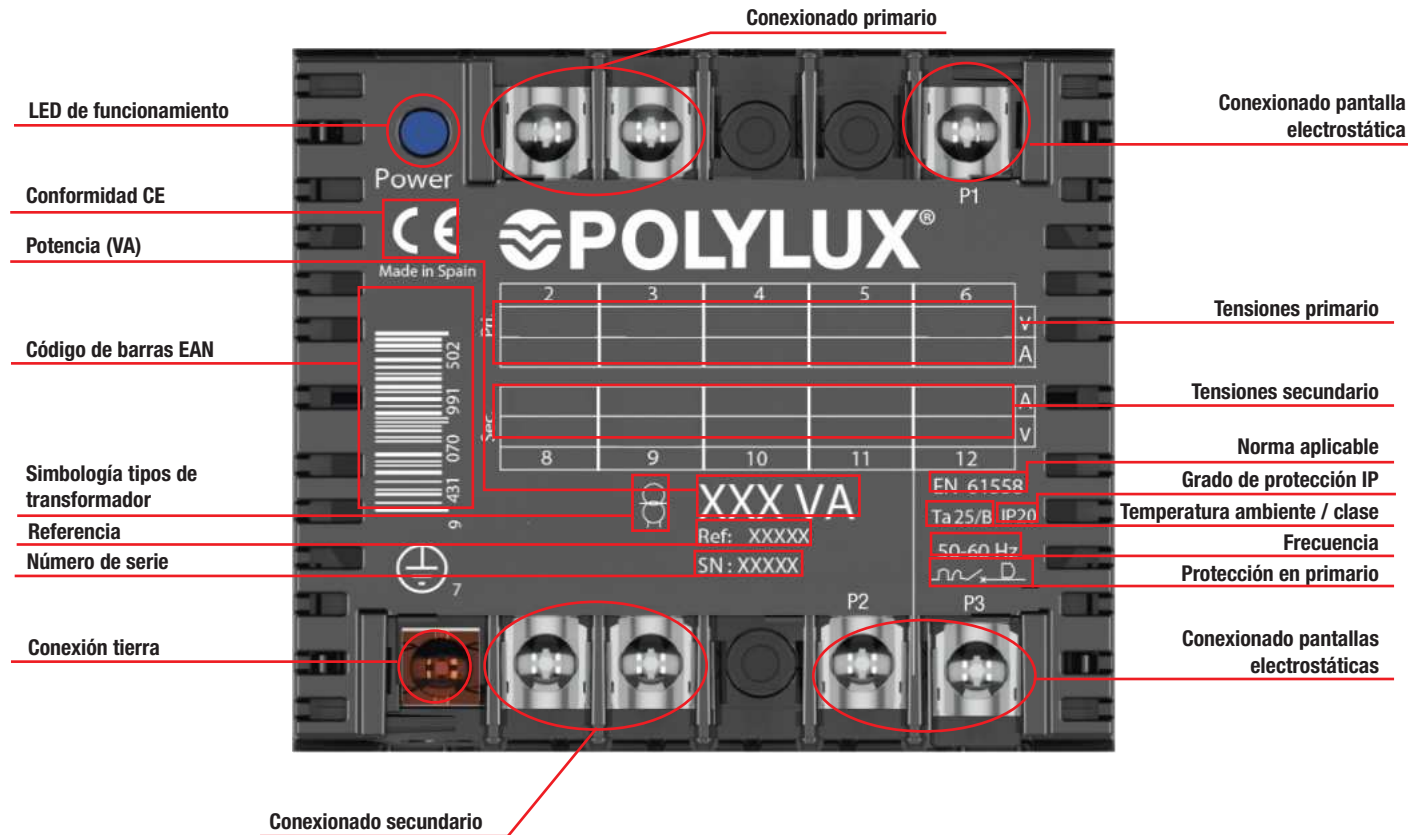 Conexionado primario
LED de funcionamiento
Conexionado pantalla
electrostática
Power
P1
Conformidad CE
CE
POLYLUX®
Potencia (VA)
Made in Spain
2 3 4 5 6
Pri.
V
Tensiones primario
A
Código de barras EAN
9 431 070 991 502
Sec.
A
Tensiones secundario
V
8 9 10 11 12
Norma aplicable
EN 61558
Simbología tipos de
transformador
XXX VA
Grado de protección IP
Ta 25/B IP20
Temperatura ambiente / clase
Referencia
Ref: XXXXX
50-60 Hz
Frecuencia
Número de serie
SN : XXXXX
D
Protección en primario
7
P2 P3
Conexión tierra
Conexionado pantallas
electrostáticas
Conexionado secundario